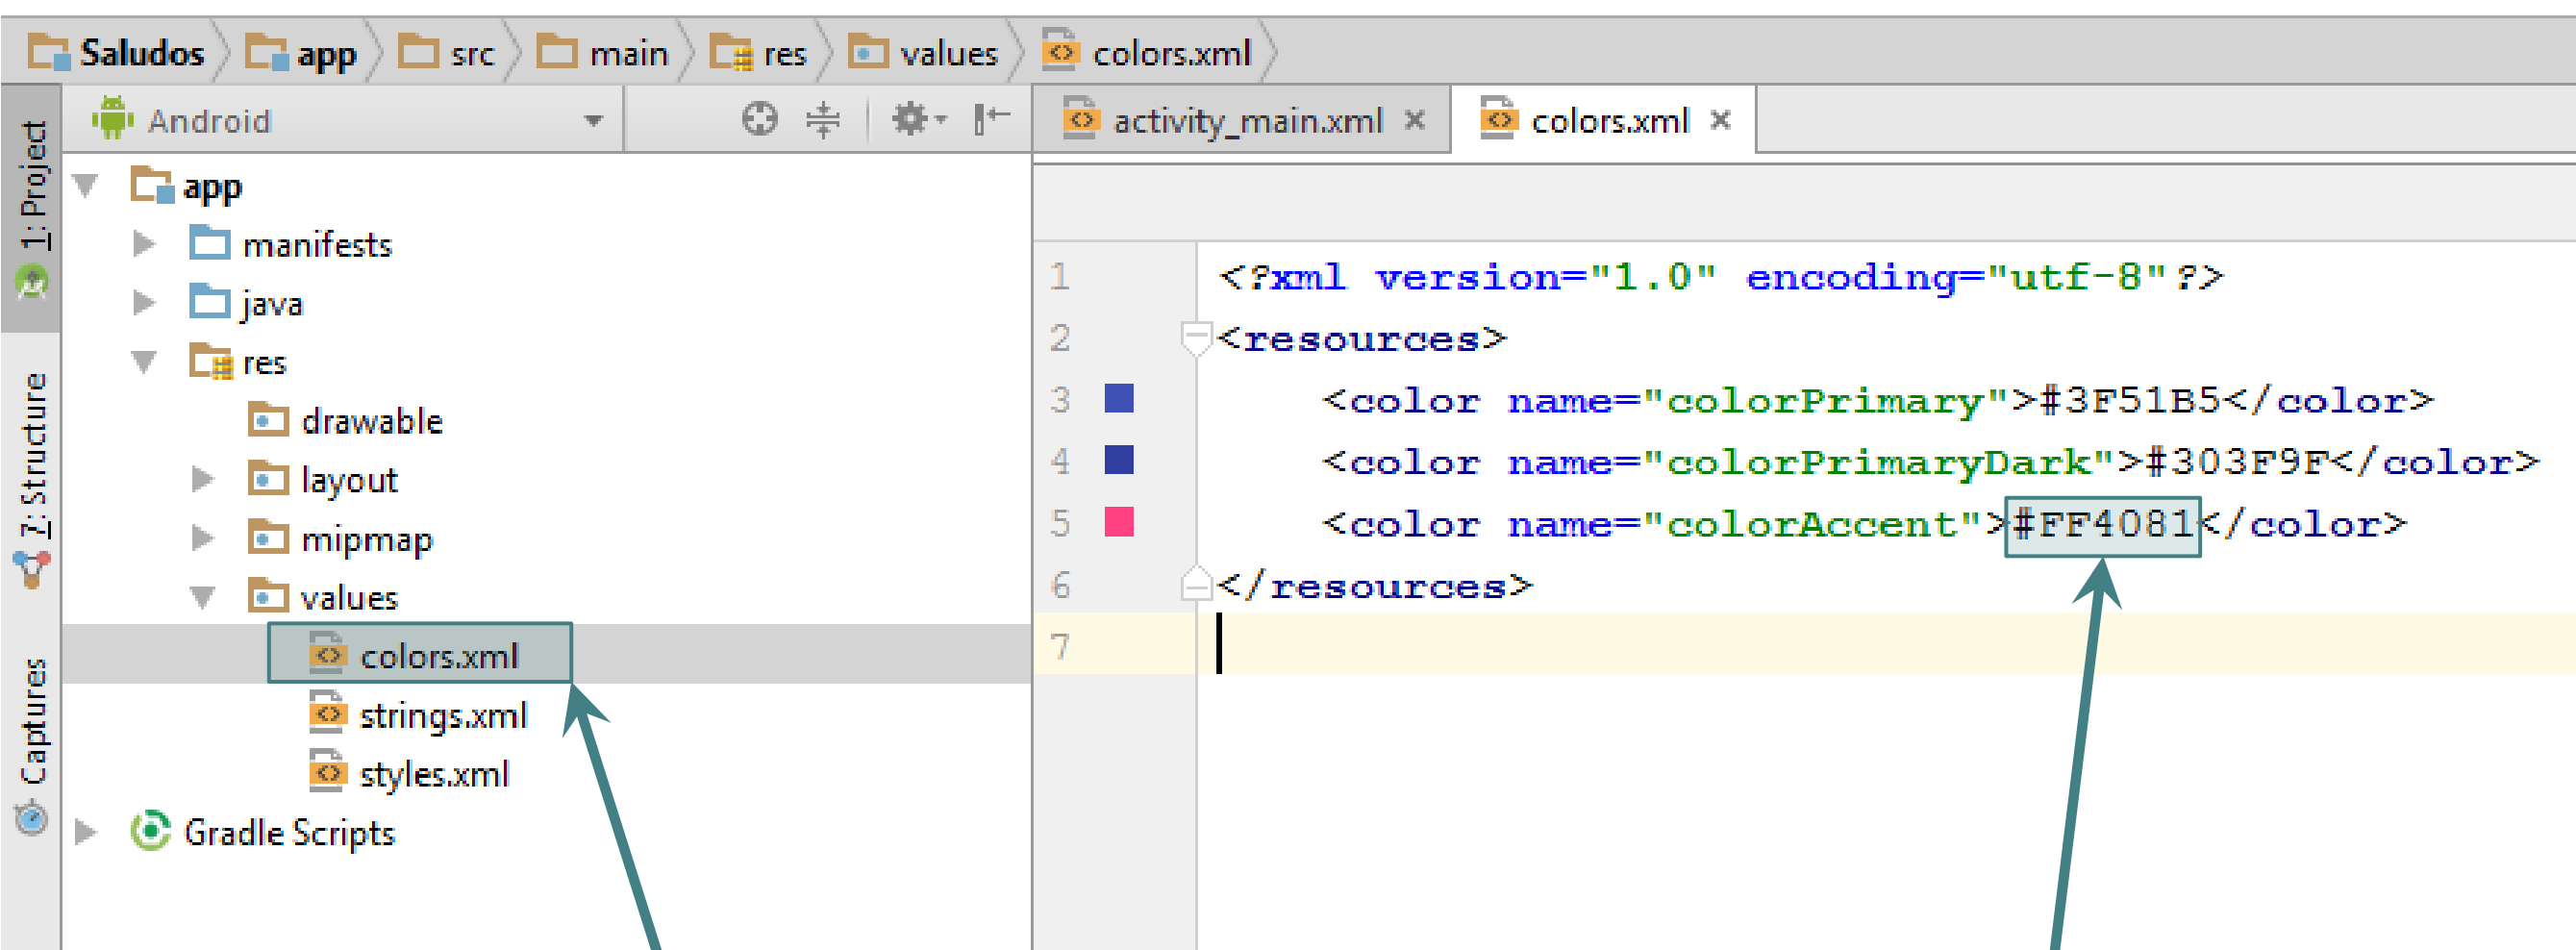 Saludos app src main res values colors.xml
1: Project
7: Structure
Captures
Android
app
manifests
java
res
drawable
layout
mipmap
values
colors.xml
strings.xml
styles.xml
Gradle Scripts
activity_main.xml colors.xml
1 <?xml version="1.0" encoding="utf-8"?>
2 <resources>
3     <color name="colorPrimary">#3F51B5</color>
4     <color name="colorPrimaryDark">#303F9F</color>
5     <color name="colorAccent">#FF4081</color>
6 </resources>
7